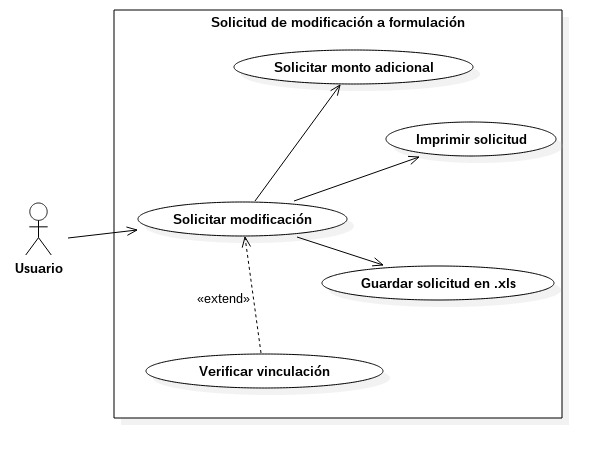 Solicitud de modificación a formulación
Solicitar monto adicional
Imprimir solicitud
Solicitar modificación
Usuario
Guardar solicitud en .xls
«extend»
Verificar vinculación